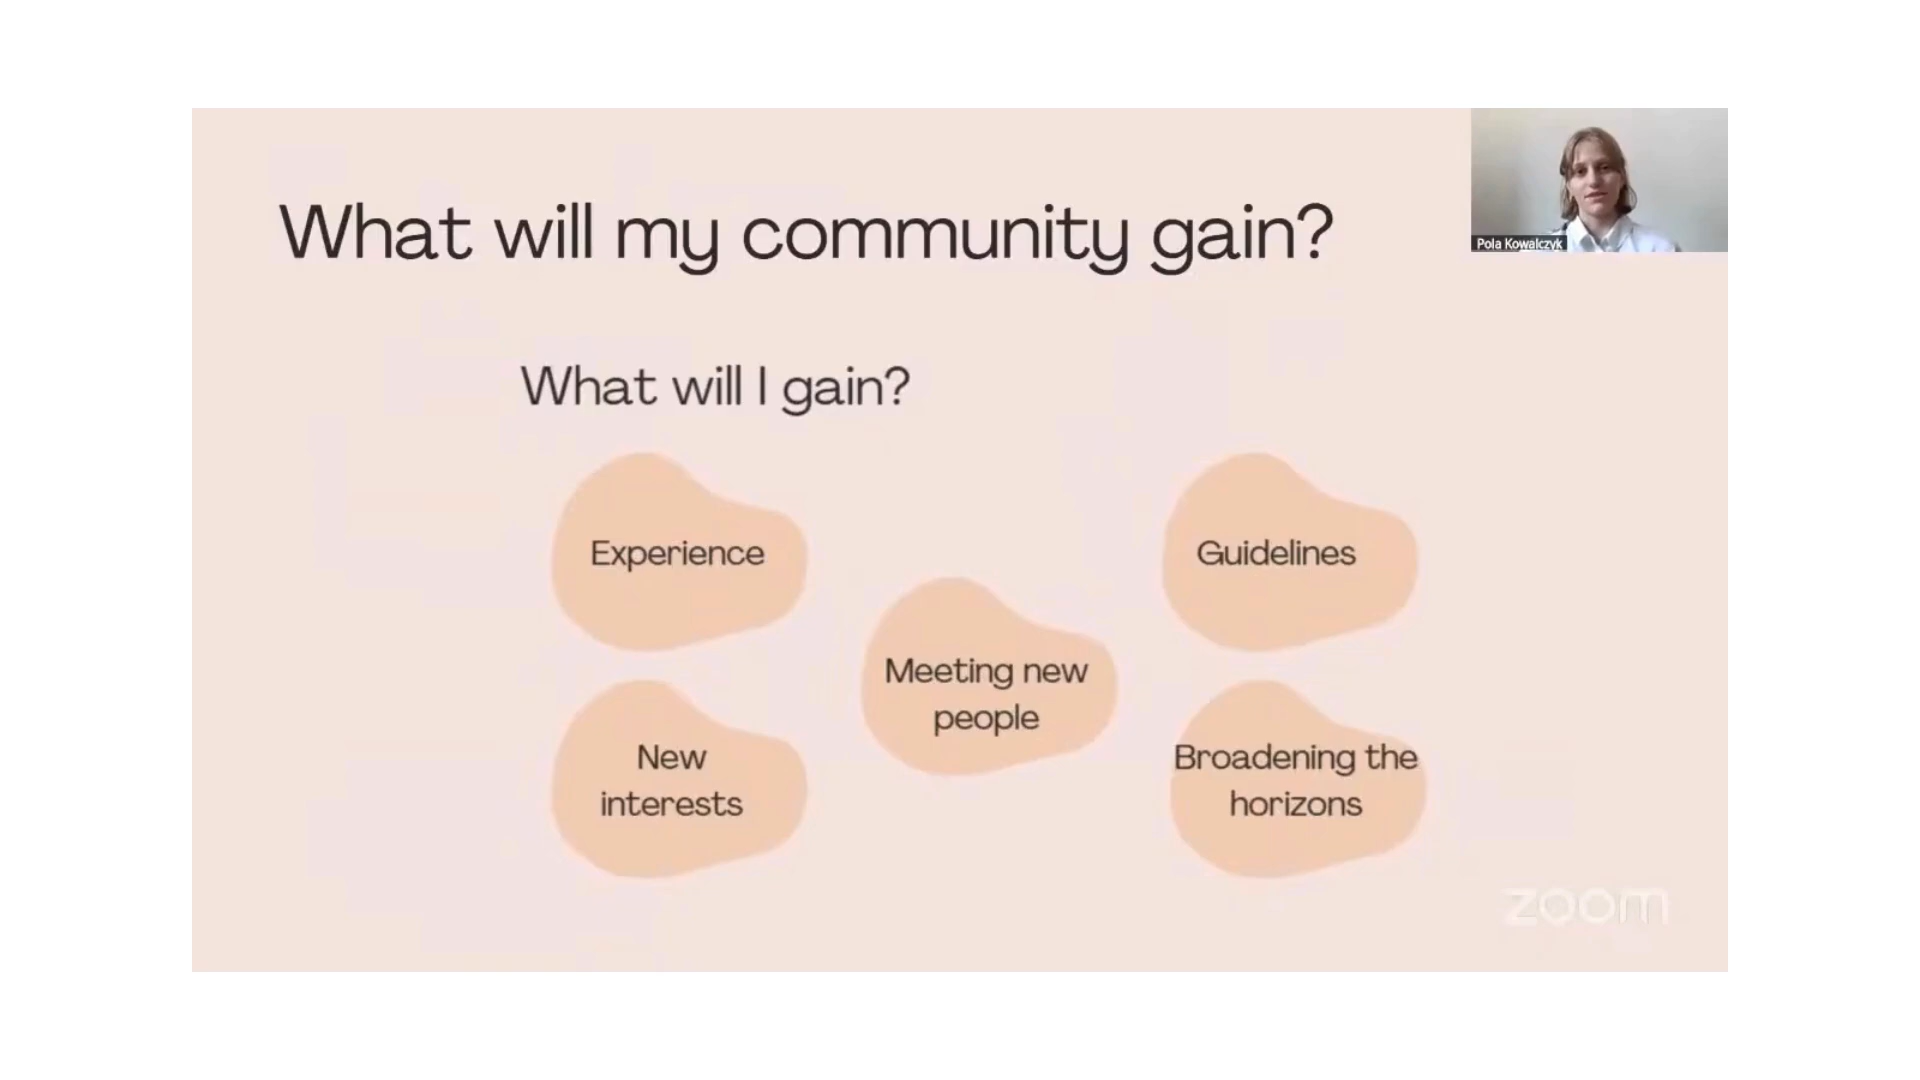 What will my community gain?
Pola Kowalczyk
What will I gain?
Experience
Guidelines
Meeting new
people
New
interests
Broadening the
horizons
zoom